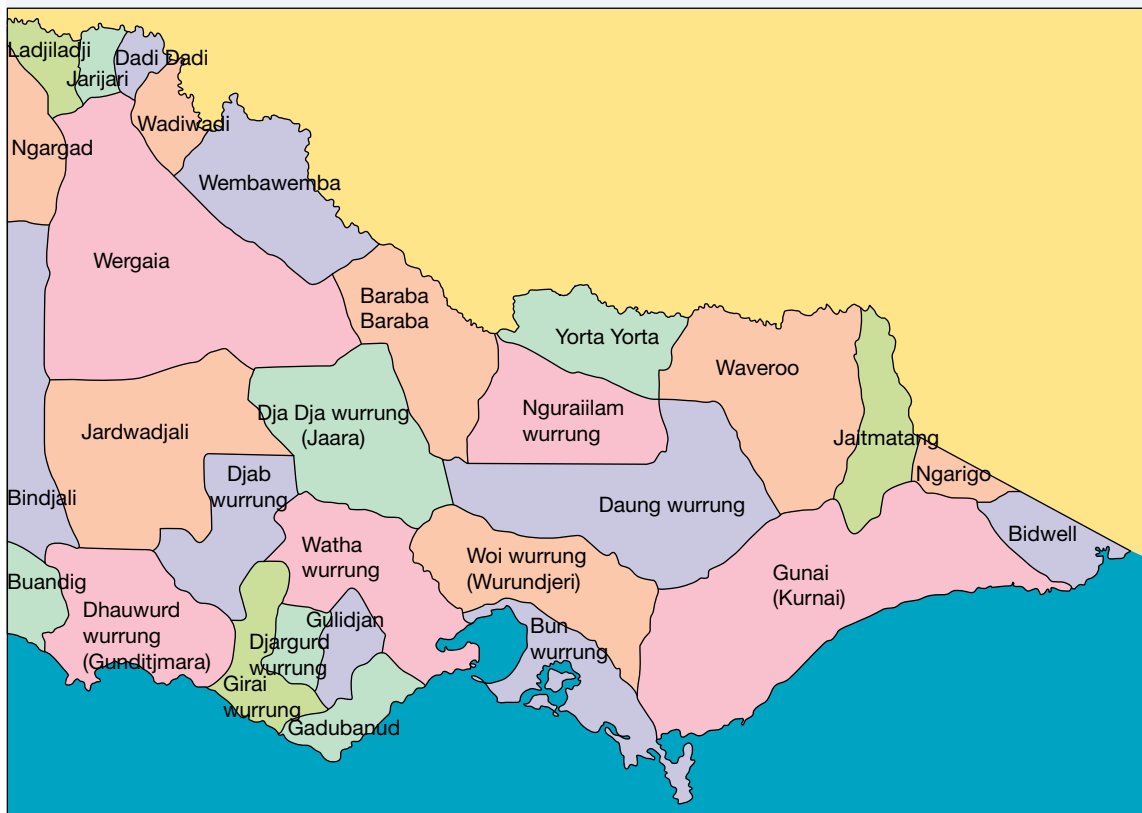 Ladjiladji
Jarijari
Dadi Dadi
Wadiwadi
Ngargad
Wembawemba
Wergaia
Baraba
Baraba
Yorta Yorta
Waveroo
Nguraiilam
wurrung
Dja Dja wurrung
(Jaara)
Jardwadjali
Jaitmatang
Ngarigo
Djab
wurrung
Bindjali
Daung wurrung
Bidwell
Watha
wurrung
Woi wurrung
(Wurundjeri)
Gunai
(Kurnai)
Buandig
Dhauwurd
wurrung
(Gunditjmara)
Gulidjan
Djargurd
wurrung
Bun
wurrung
Girai
wurrung
Gadubanud